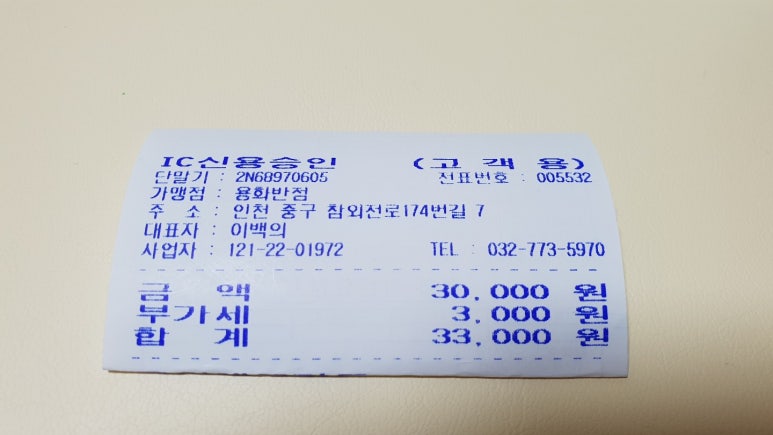 IC신용승인 (고 객 용)
단말기 : 2N68970605 전표번호 : 005532
가맹점 : 용화반점
주 소 : 인천 중구 참외전로174번길 7
대표자 : 이백의
사업자 : 121-22-01972 TEL : 032-773-5970
금 액 30,000 원
부가세 3,000 원
합 계 33,000 원